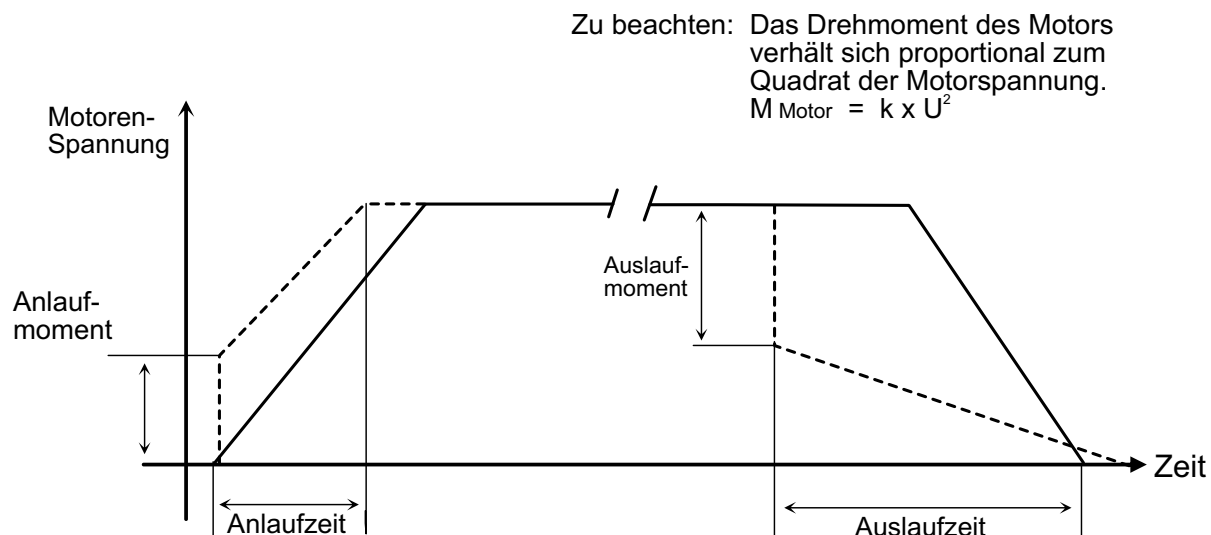 Zu beachten: Das Drehmoment des Motors
verhält sich proportional zum
Quadrat der Motorspannung.
M Motor = k x U²
Motoren-
Spannung
Auslauf-
moment
Anlauf-
moment
Zeit
Anlaufzeit
Auslaufzeit